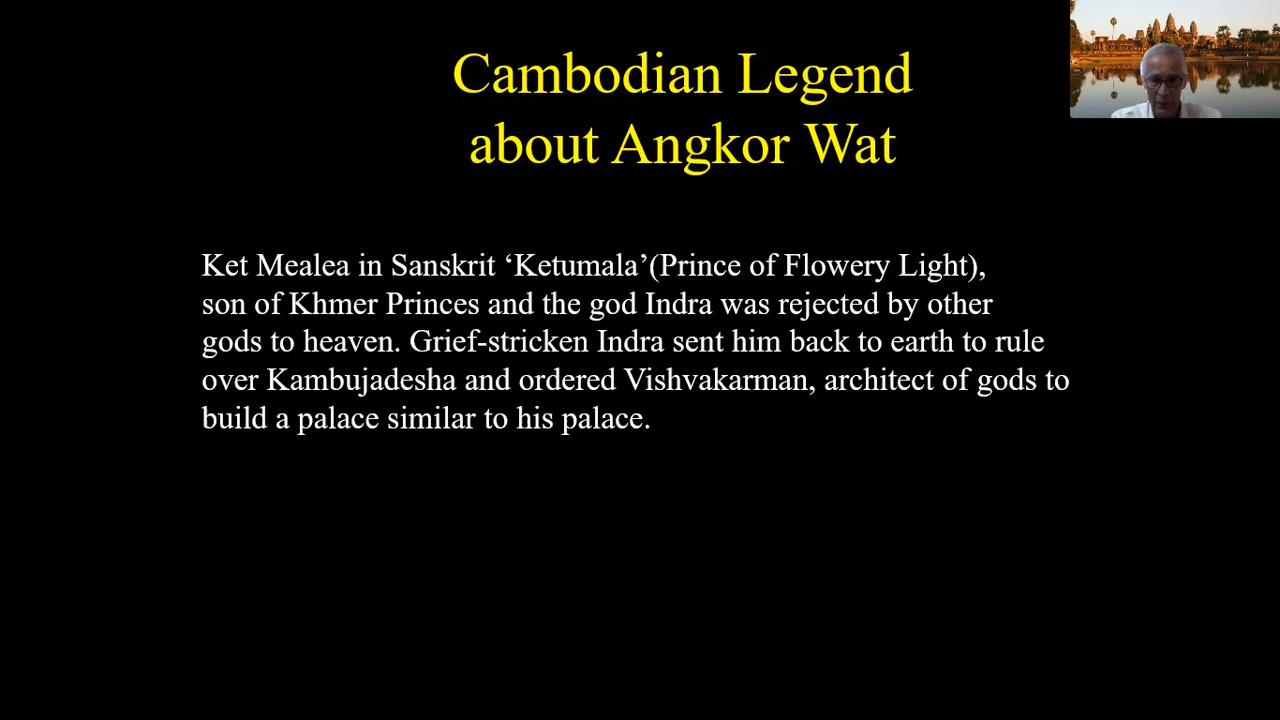 Cambodian Legend
about Angkor Wat
Ket Mealea in Sanskrit ‘Ketumala’(Prince of Flowery Light),
son of Khmer Princes and the god Indra was rejected by other
gods to heaven. Grief-stricken Indra sent him back to earth to rule
over Kambujadesha and ordered Vishvakarman, architect of gods to
build a palace similar to his palace.